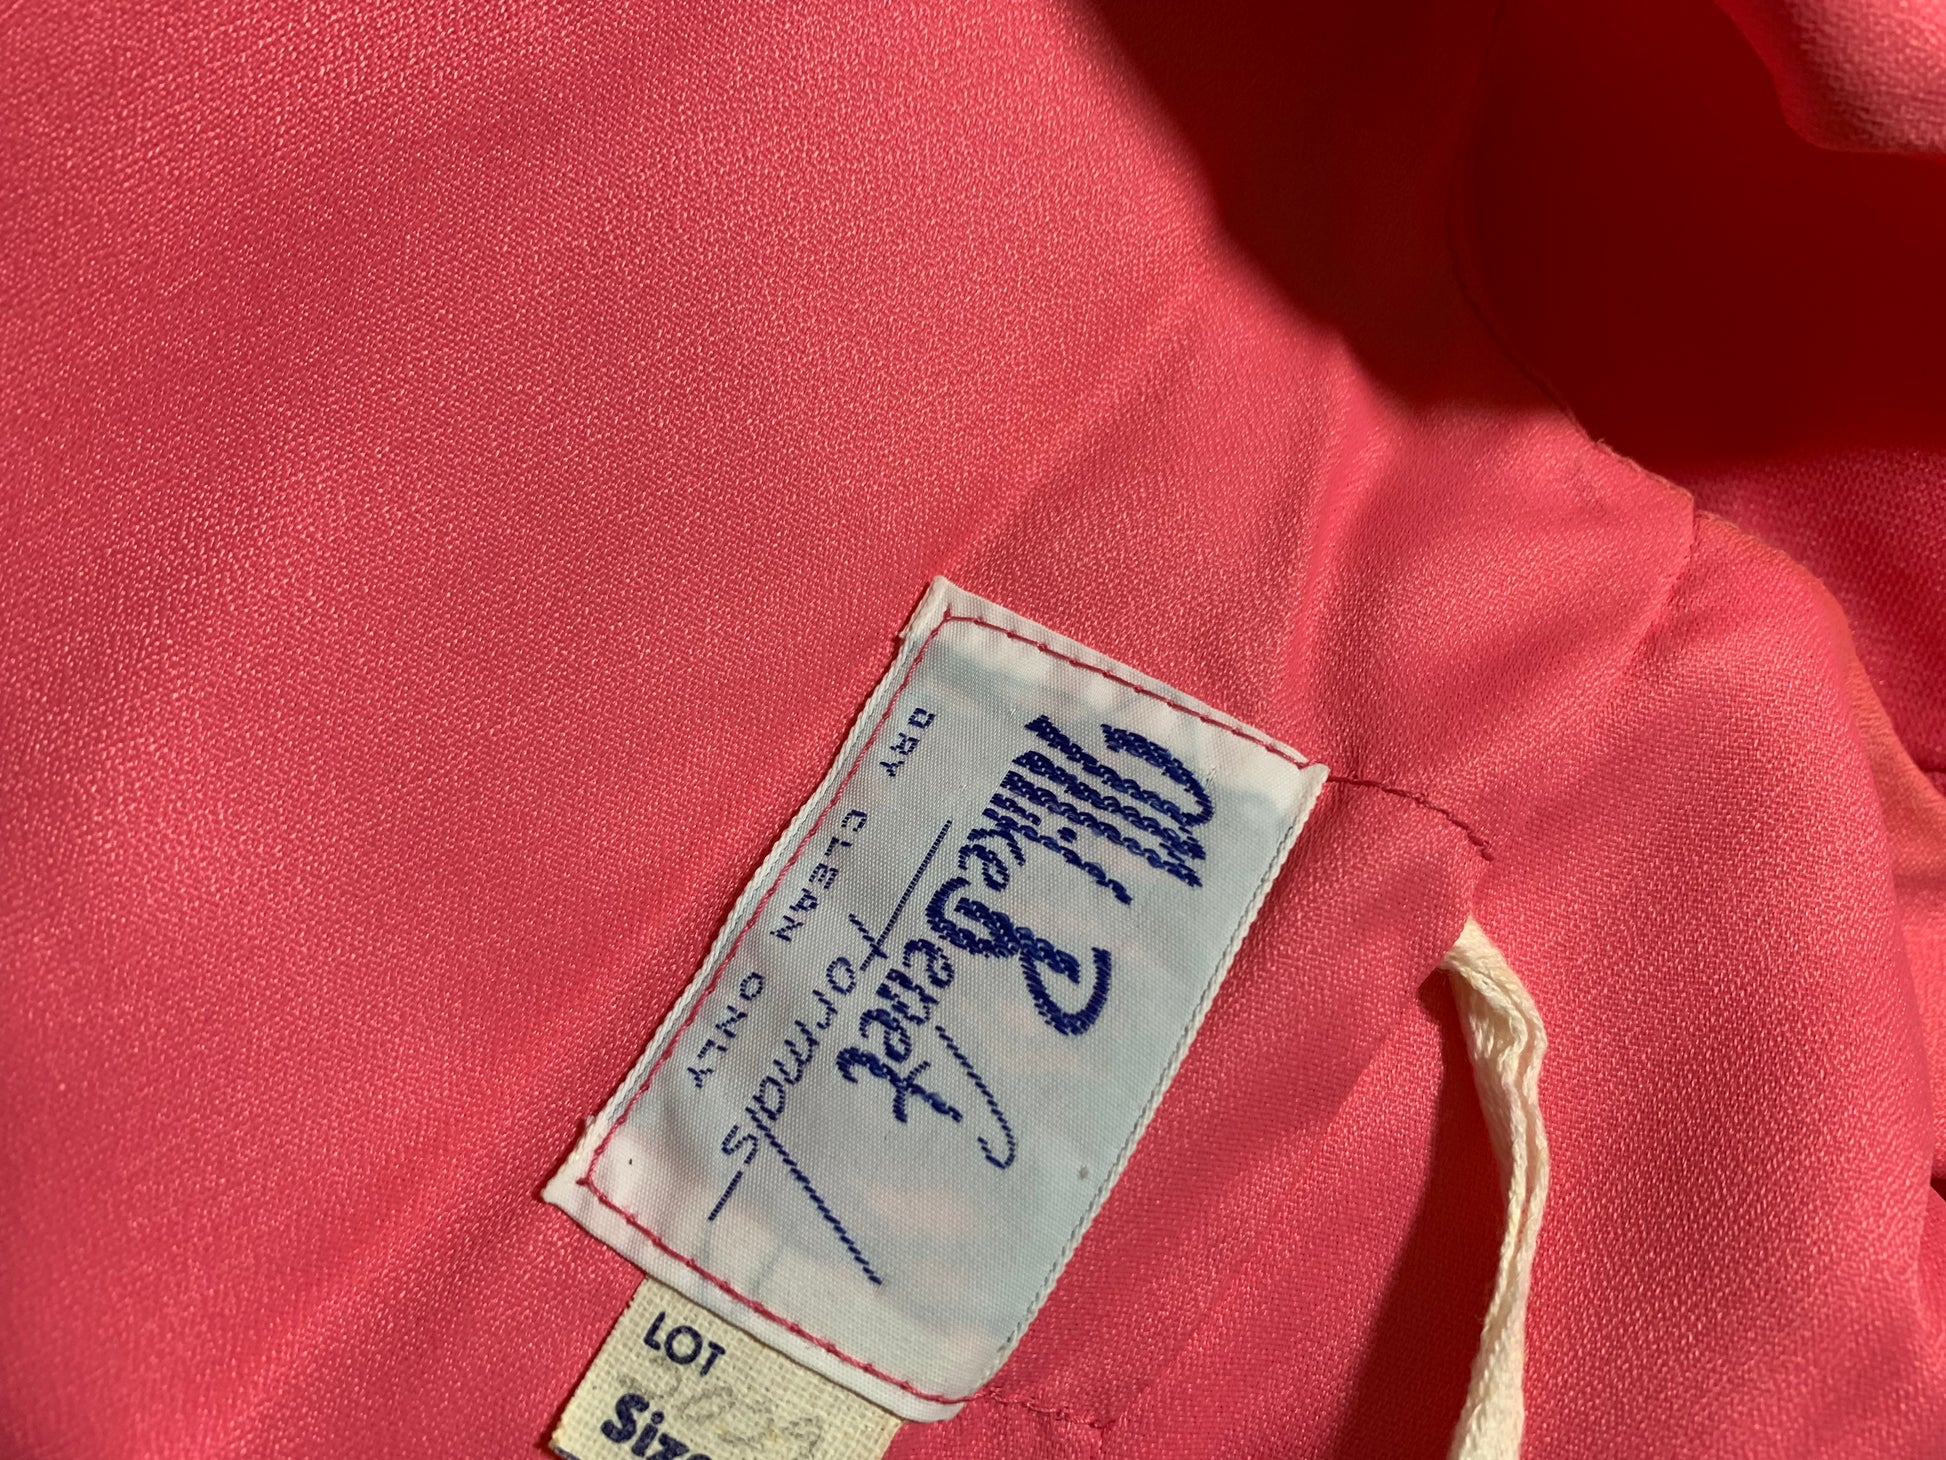 Mike Benet
Formals
DRY CLEAN ONLY
LOT
Size